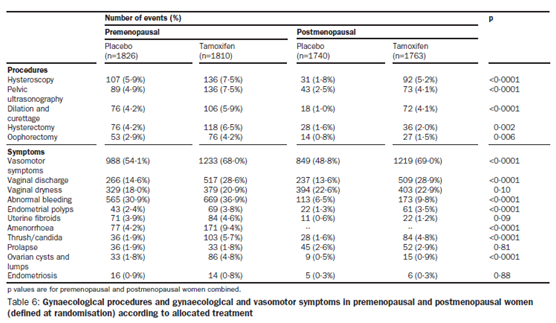 Number of events (%) p
Premenopausal Postmenopausal
Placebo Tamoxifen Placebo Tamoxifen
(n=1826) (n=1810) (n=1740) (n=1763)
Procedures
Hysteroscopy 107 (5·9%) 136 (7·5%) 31 (1·8%) 92 (5·2%) <0·0001
Pelvic 89 (4·9%) 136 (7·5%) 43 (2·5%) 73 (4·1%) <0·0001
ultrasonography
Dilation and 76 (4·2%) 106 (5·9%) 18 (1·0%) 72 (4·1%) <0·0001
curettage
Hysterectomy 76 (4·2%) 118 (6·5%) 28 (1·6%) 36 (2·0%) 0·002
Oophorectomy 53 (2·9%) 76 (4·2%) 14 (0·8%) 27 (1·5%) 0·006
Symptoms
Vasomotor 988 (54·1%) 1233 (68·0%) 849 (48·8%) 1219 (69·0%) <0·0001
symptoms
Vaginal discharge 266 (14·6%) 517 (28·6%) 237 (13·6%) 509 (28·9%) <0·0001
Vaginal dryness 329 (18·0%) 379 (20·9%) 394 (22·6%) 403 (22·9%) 0·10
Abnormal bleeding 565 (30·9%) 669 (36·9%) 113 (6·5%) 173 (9·8%) <0·0001
Endometrial polyps 43 (2·4%) 69 (3·8%) 22 (1·3%) 61 (3·5%) <0·0001
Uterine fibroids 71 (3·9%) 84 (4·6%) 11 (0·6%) 22 (1·2%) 0·09
Amenorrhoea 77 (4·2%) 171 (9·4%) ·· ·· <0·0001
Thrush/candida 36 (1·9%) 103 (5·7%) 28 (1·6%) 84 (4·8%) <0·0001
Prolapse 36 (1·9%) 33 (1·8%) 45 (2·6%) 52 (2·9%) 0·81
Ovarian cysts and 33 (1·8%) 86 (4·8%) 9 (0·5%) 15 (0·9%) <0·0001
lumps
Endometriosis 16 (0·9%) 14 (0·8%) 5 (0·3%) 6 (0·3%) 0·88
p values are for premenopausal and postmenopausal women combined.
Table 6: Gynaecological procedures and gynaecological and vasomotor symptoms in premenopausal and postmenopausal women
(defined at randomisation) according to allocated treatment